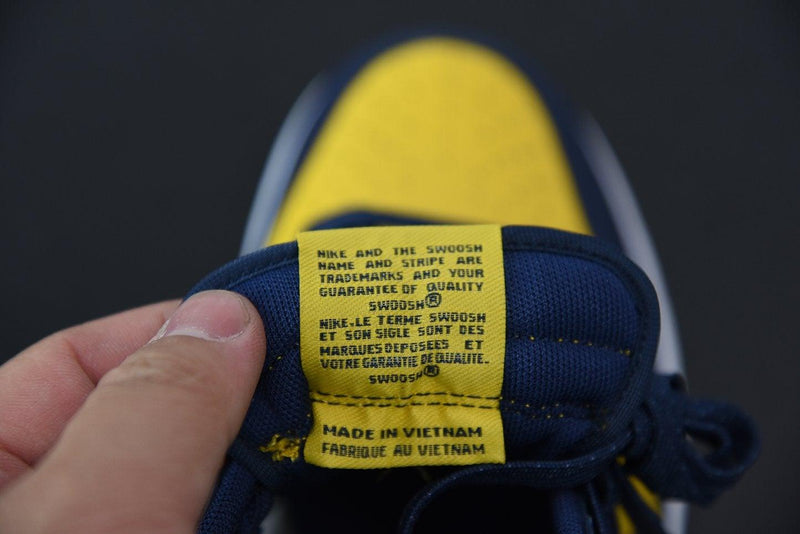 NIKE AND THE SWOOSH
NAME AND STRIPE ARE
TRADEMARKS AND YOUR
GUARANTEE OF QUALITY
SWOOSH®
NIKE.LE TERME SWOOSH
ET SON SIGLE SONT DES
MARQUES DEPOSEES ET
VOTRE GARANTIE DE QUALITE.
SWOOSH®
MADE IN VIETNAM
FABRIQUE AU VIETNAM